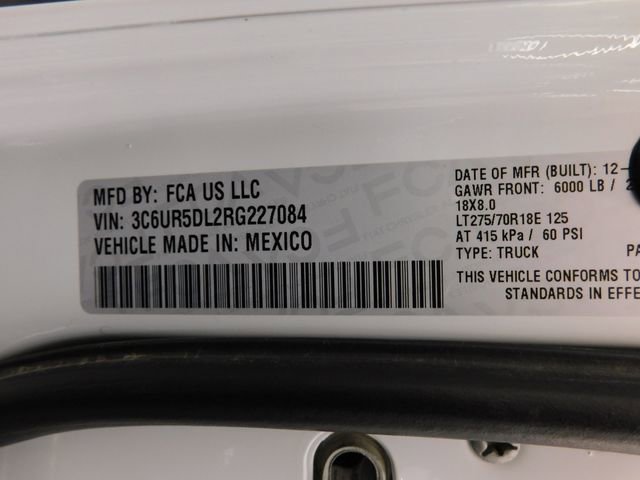 MFD BY: FCA US LLC
VIN: 3C6UR5DL2RG227084
VEHICLE MADE IN: MEXICO
DATE OF MFR (BUILT): 12-
GAWR FRONT: 6000 LB /
18X8.0
LT275/70R18E 125
AT 415 kPa / 60 PSI
TYPE: TRUCK
THIS VEHICLE CONFORMS TO
STANDARDS IN EFFE